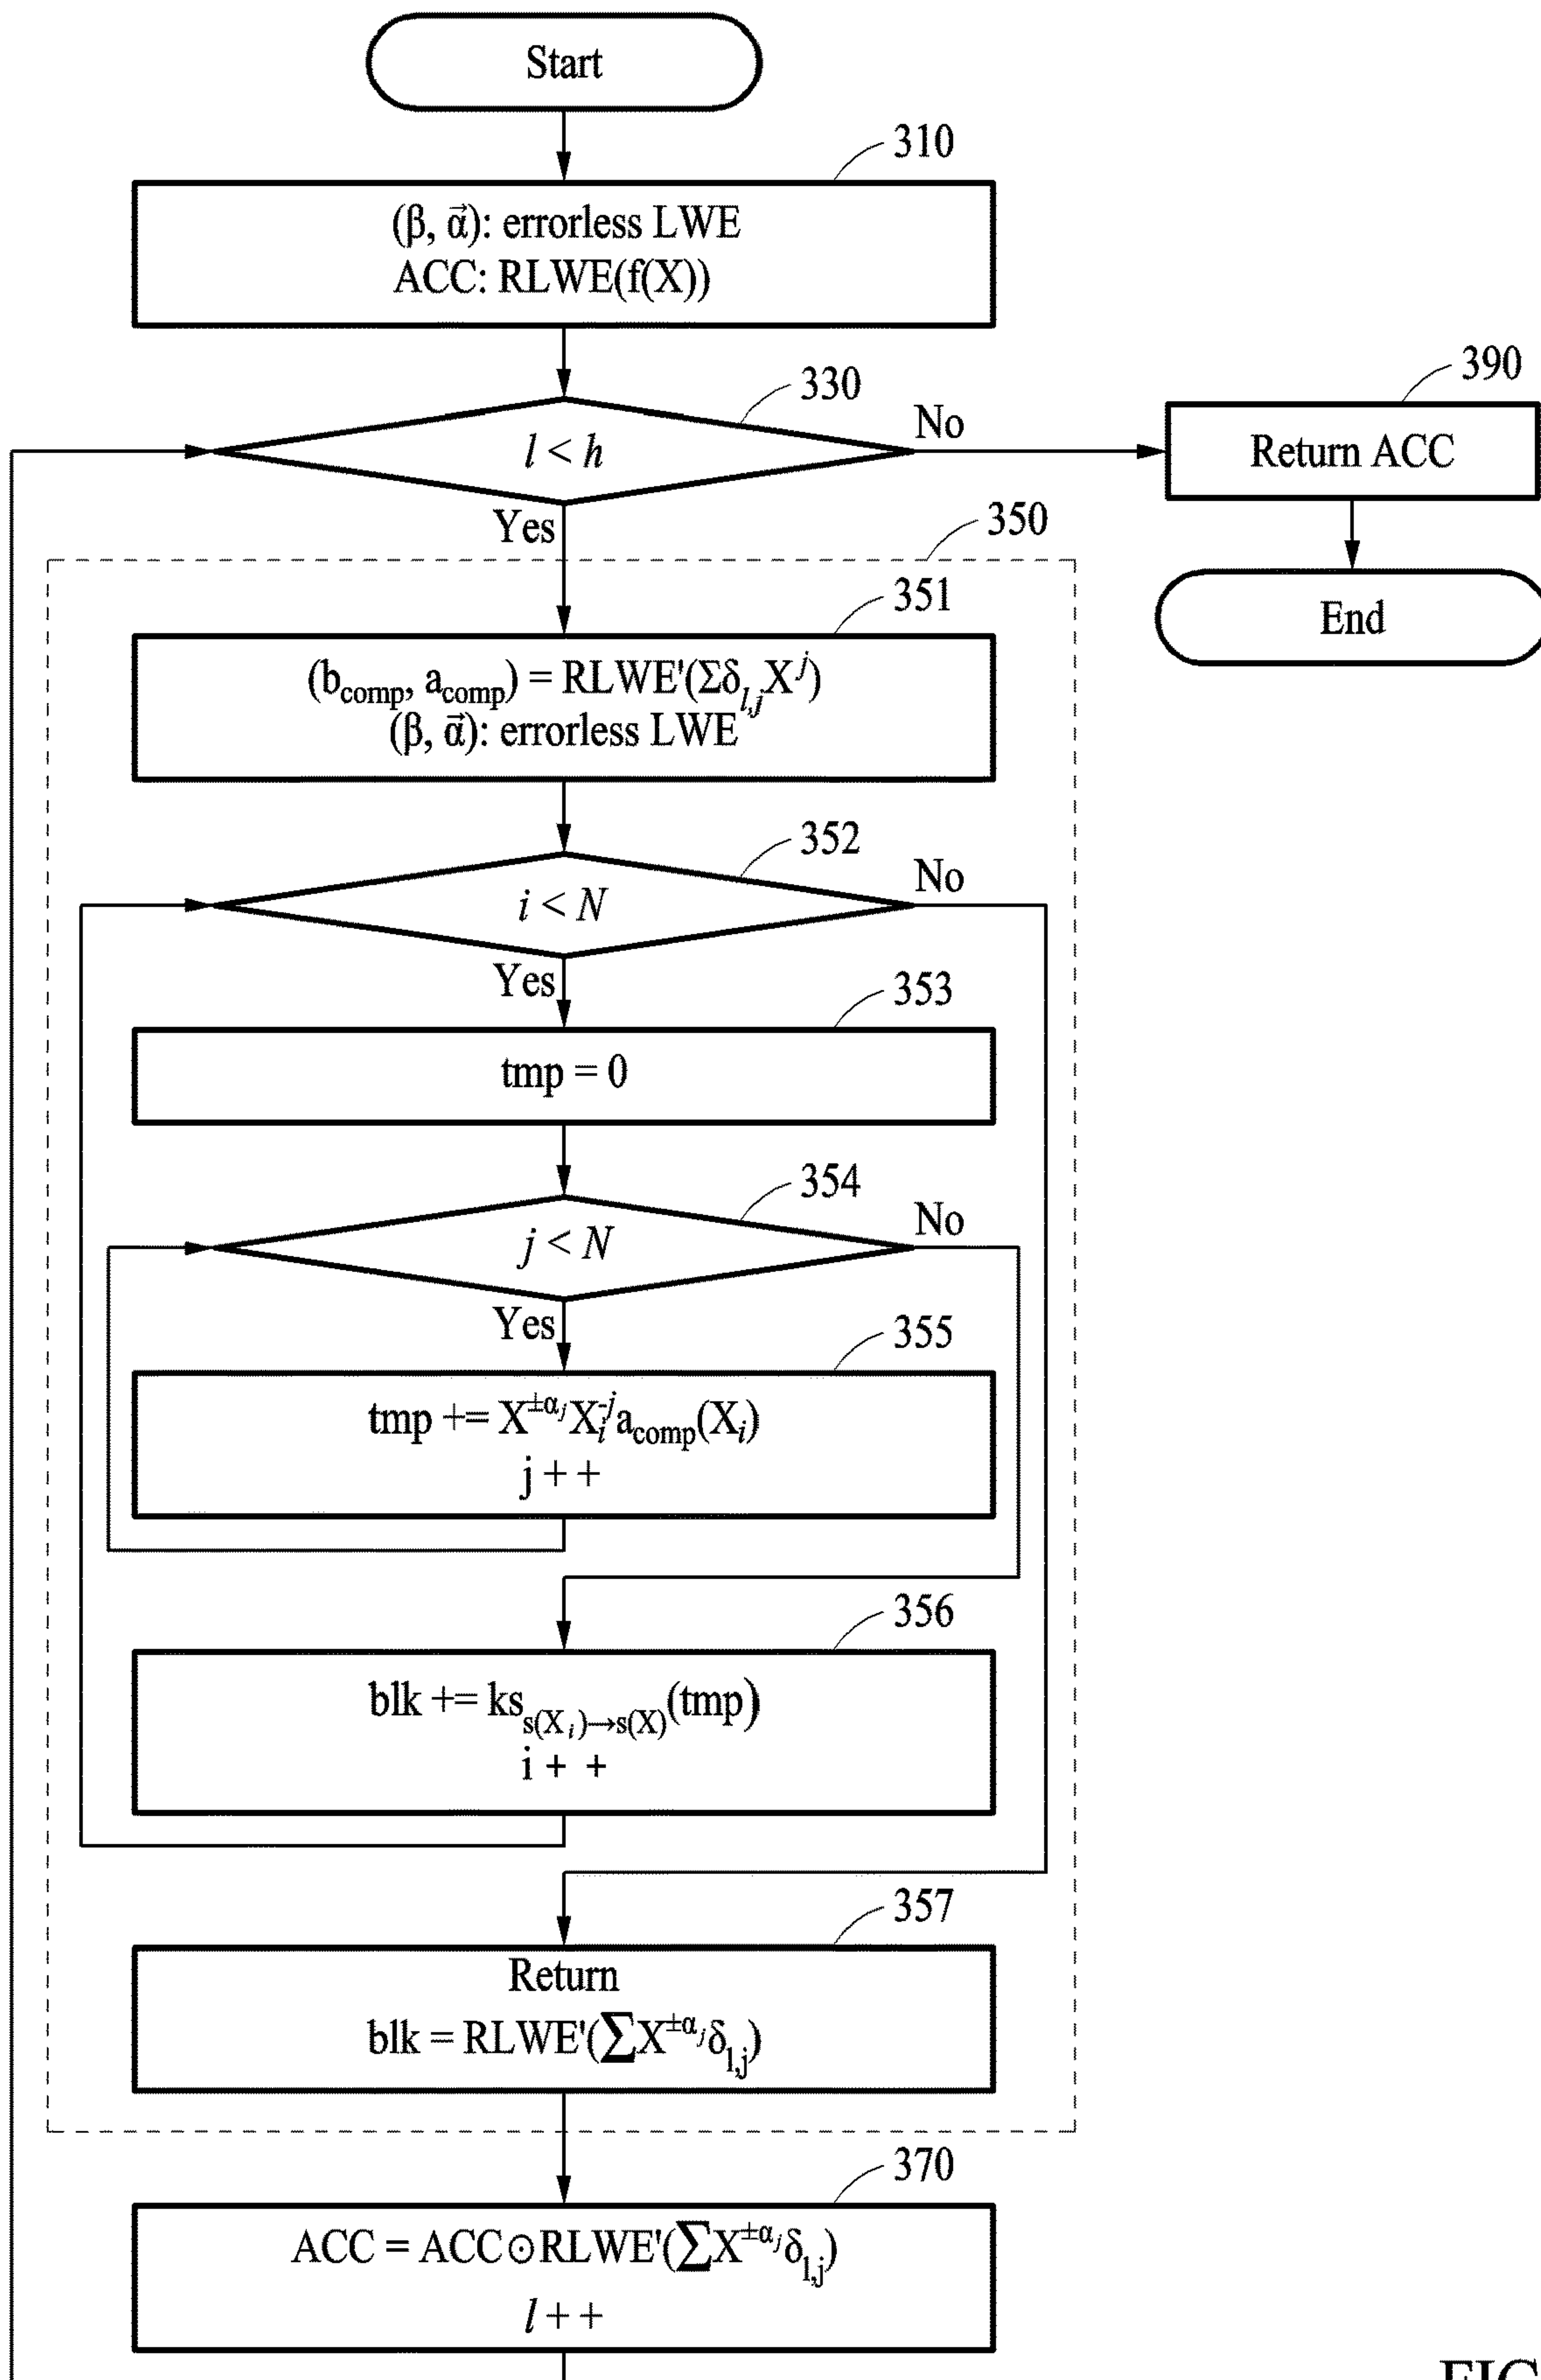 Start
310
(β, α⃗): errorless LWE
ACC: RLWE(f(X))
330
l < h
No
Yes
390
Return ACC
End
350
351
(b_comp, a_comp) = RLWE'(Σδ_l,j X^j)
(β, α⃗): errorless LWE
352
i < N
No
Yes
353
tmp = 0
354
j < N
No
Yes
355
tmp += X^±α_j X_i^-j a_comp(X_i)
j + +
356
blk += ks_s(X_i)→s(X)(tmp)
i + +
357
Return
blk = RLWE'(∑X^±α_j δ_l,j)
370
ACC = ACC⊙RLWE'(∑X^±α_j δ_l,j)
l + +